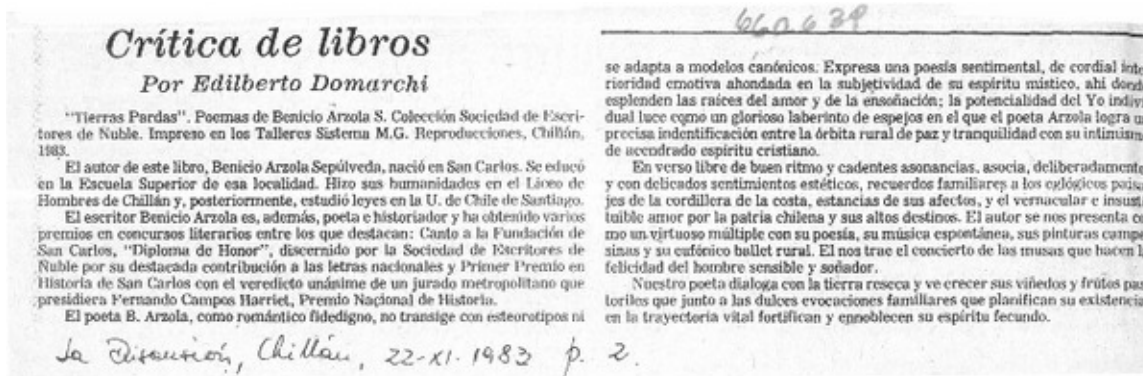 Crítica de libros
Por Edilberto Domarchi
"Tierras Pardas". Poemas de Benicio Arzola S. Colección Sociedad de Escri-
tores de Ñuble. Impreso en los Talleres Sistema M.G. Reproducciones, Chillán,
1983.
El autor de este libro, Benicio Arzola Sepúlveda, nació en San Carlos. Se educó
en la Escuela Superior de esa localidad. Hizo sus humanidades en el Liceo de
Hombres de Chillán y, posteriormente, estudió leyes en la U. de Chile de Santiago.
El escritor Benicio Arzola es, además, poeta e historiador y ha obtenido varios
premios en concursos literarios entre los que destacan: Canto a la Fundación de
San Carlos, "Diploma de Honor", discernido por la Sociedad de Escritores de
Ñuble por su destacada contribución a las letras nacionales y Primer Premio en
Historia de San Carlos con el veredicto unánime de un jurado metropolitano que
presidiera Fernando Campos Harriet, Premio Nacional de Historia.
El poeta B. Arzola, como romántico fidedigno, no transige con esteorotipos ni
se adapta a modelos canónicos. Expresa una poesía sentimental, de cordial inte-
rioridad emotiva ahondada en la subjetividad de su espíritu místico, ahí donde
esplenden las raíces del amor y de la ensoñación; la potencialidad del Yo indivi-
dual luce como un glorioso laberinto de espejos en el que el poeta Arzola logra
precisa indentificación entre la órbita rural de paz y tranquilidad con su intimismo
de acendrado espíritu cristiano.
En verso libre de buen ritmo y cadentes asonancias, asocia, deliberadamente
y con delicados sentimientos estéticos, recuerdos familiares a los eglógicos paisa-
jes de la cordillera de la costa, estancias de sus afectos, y el vernacular e insusti-
tuible amor por la patria chilena y sus altos destinos. El autor se nos presenta co-
mo un virtuoso múltiple con su poesía, su música espontánea, sus pinturas campe-
sinas y su eufónico ballet rural. El nos trae el concierto de las musas que hacen
felicidad del hombre sensible y soñador.
Nuestro poeta dialoga con la tierra reseca y ve crecer sus viñedos y frutos pas-
toriles que junto a las dulces evocaciones familiares que planifican su existencia
en la trayectoria vital fortifican y ennoblecen su espíritu fecundo.
La Discusión, Chillán, 22-XI-1983 p. 2.